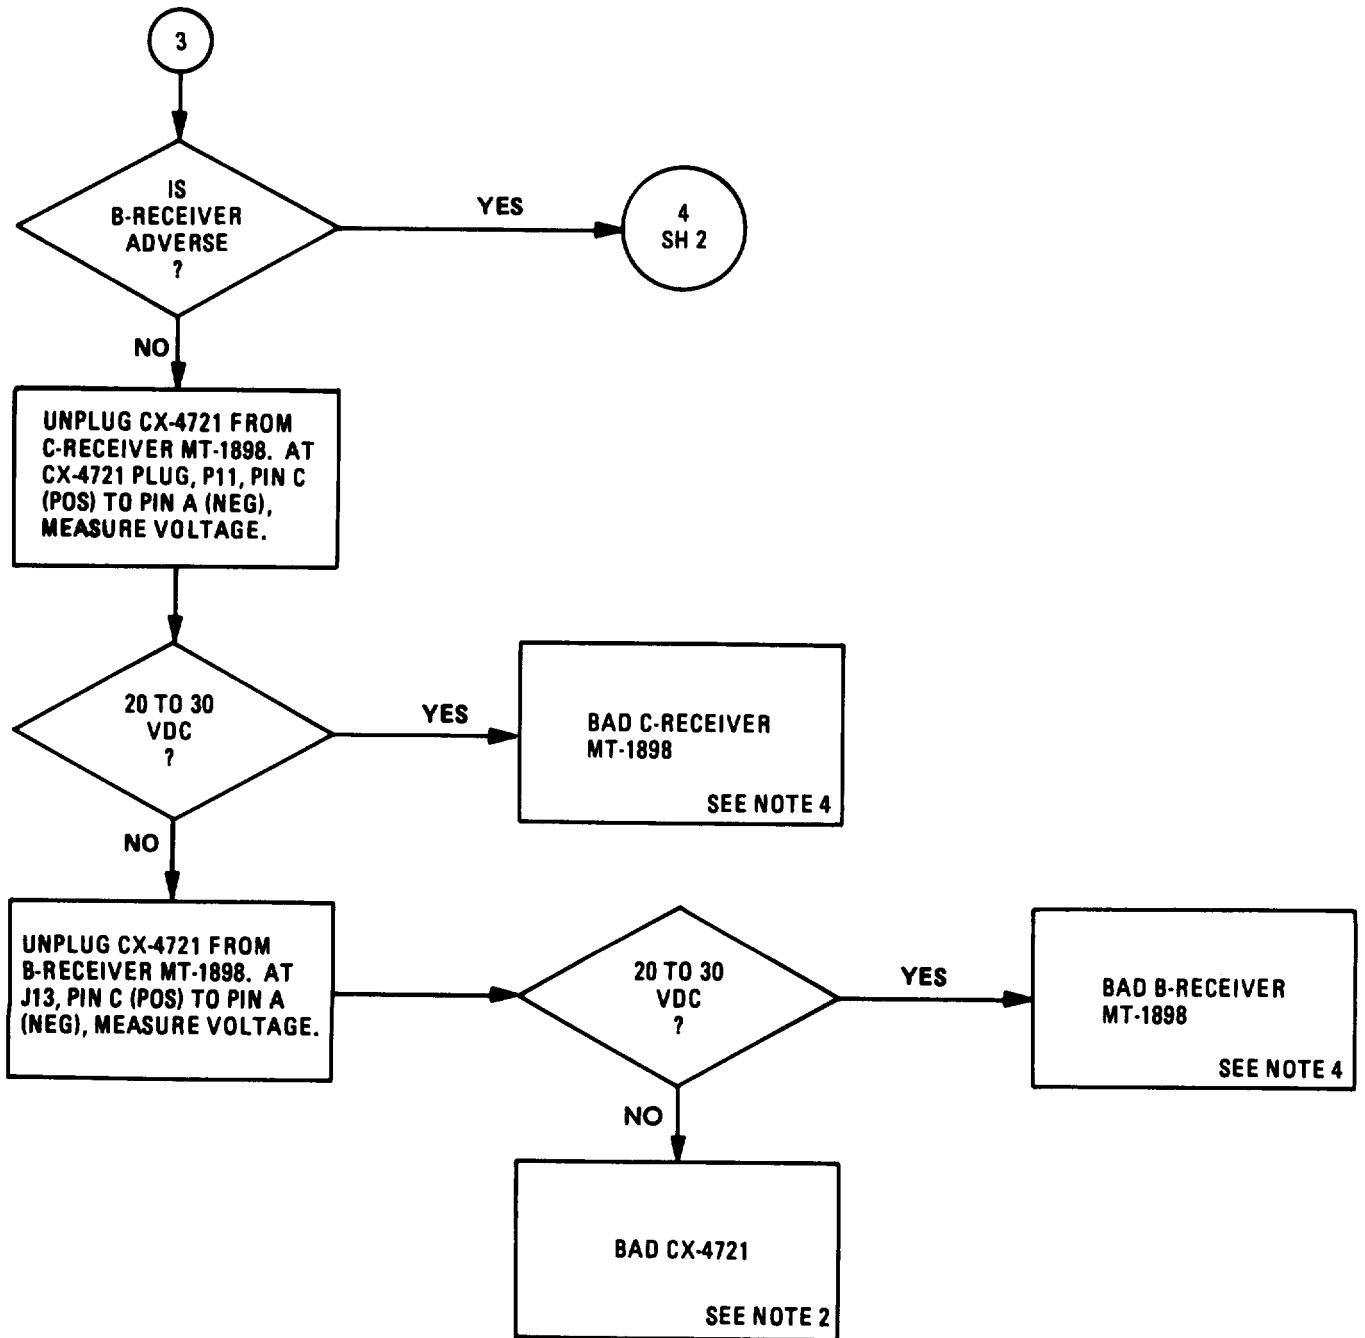 3
IS
B-RECEIVER
ADVERSE
?
YES
4
SH 2
NO
UNPLUG CX-4721 FROM
C-RECEIVER MT-1898. AT
CX-4721 PLUG, P11, PIN C
(POS) TO PIN A (NEG),
MEASURE VOLTAGE.
20 TO 30
VDC
?
YES
BAD C-RECEIVER
MT-1898
SEE NOTE 4
NO
UNPLUG CX-4721 FROM
B-RECEIVER MT-1898. AT
J13, PIN C (POS) TO PIN A
(NEG), MEASURE VOLTAGE.
20 TO 30
VDC
?
YES
BAD B-RECEIVER
MT-1898
SEE NOTE 4
NO
BAD CX-4721
SEE NOTE 2